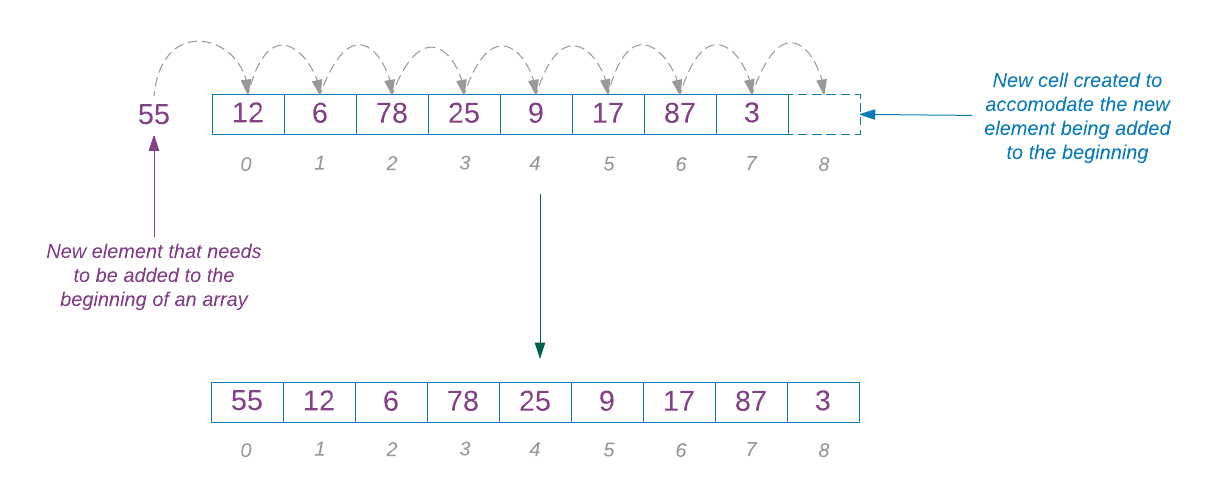 New cell created to
accomodate the new
element being added
to the beginning
55 12 6 78 25 9 17 87 3
0 1 2 3 4 5 6 7 8
New element that needs
to be added to the
beginning of an array
55 12 6 78 25 9 17 87 3
0 1 2 3 4 5 6 7 8